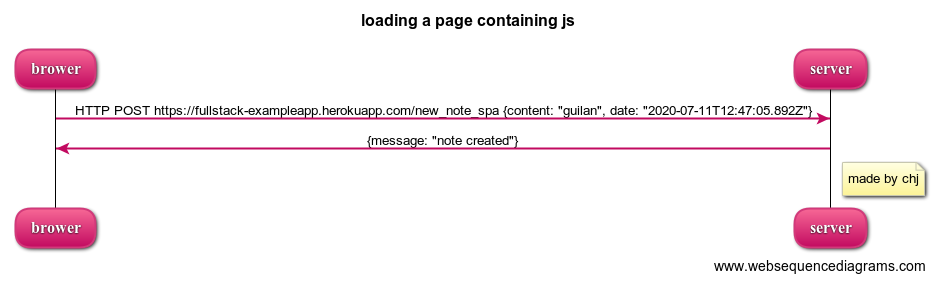 loading a page containing js
brower
server
HTTP POST https://fullstack-exampleapp.herokuapp.com/new_note_spa {content: "guilan", date: "2020-07-11T12:47:05.892Z"}
{message: "note created"}
made by chj
brower
server
www.websequencediagrams.com